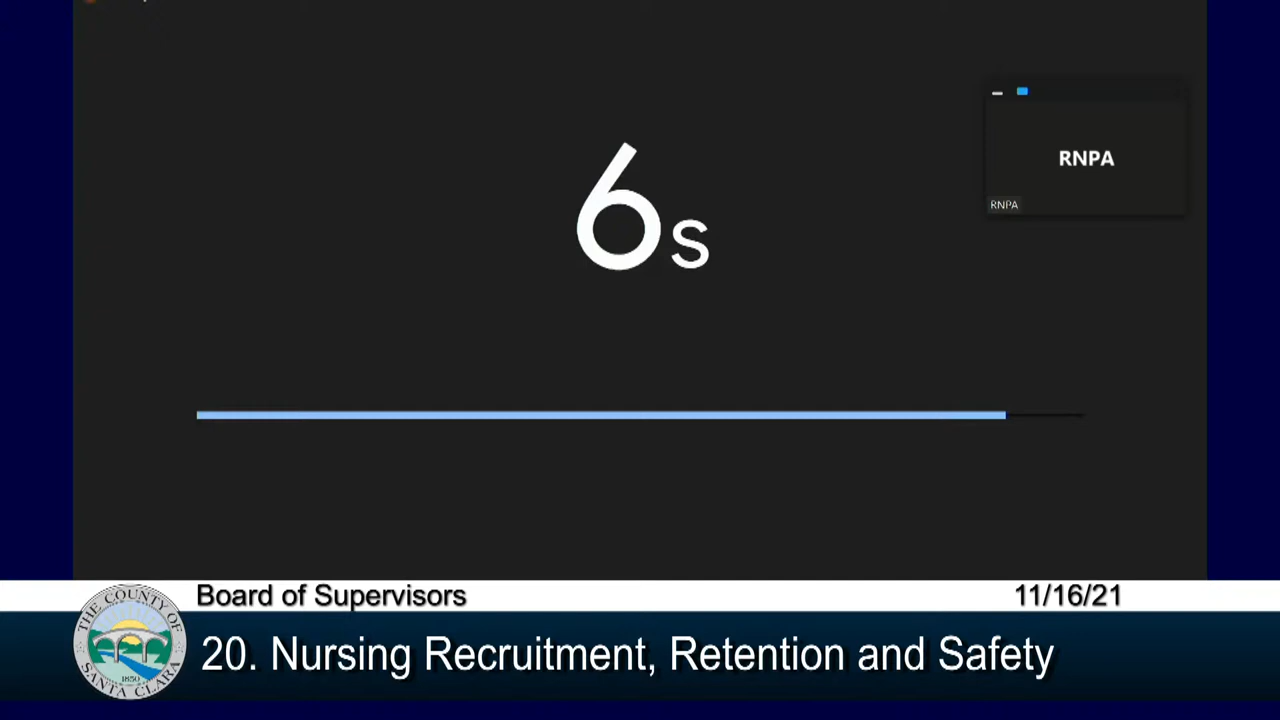 6s
RNPA
RNPA
Board of Supervisors
11/16/21
20. Nursing Recruitment, Retention and Safety
THE COUNTY OF
SANTA CLARA
1850